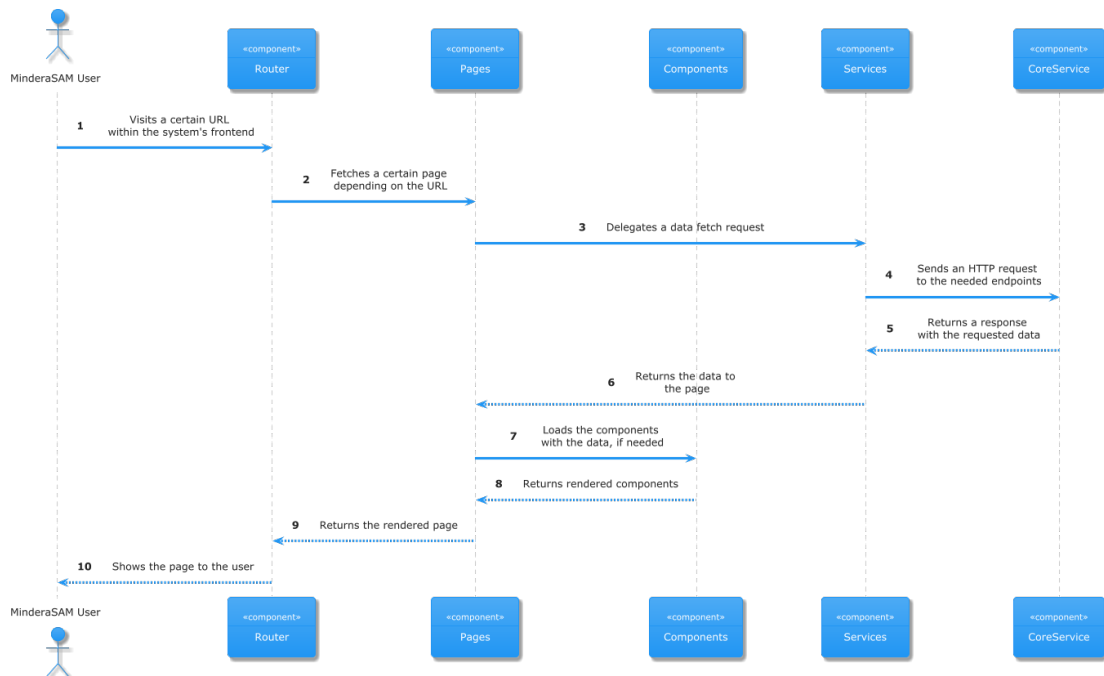 MinderaSAM User
«component»
Router
«component»
Pages
«component»
Components
«component»
Services
«component»
CoreService
1 Visits a certain URL
within the system's frontend
2 Fetches a certain page
depending on the URL
3 Delegates a data fetch request
4 Sends an HTTP request
to the needed endpoints
5 Returns a response
with the requested data
6 Returns the data to
the page
7 Loads the components
with the data, if needed
8 Returns rendered components
9 Returns the rendered page
10 Shows the page to the user
MinderaSAM User
«component»
Router
«component»
Pages
«component»
Components
«component»
Services
«component»
CoreService